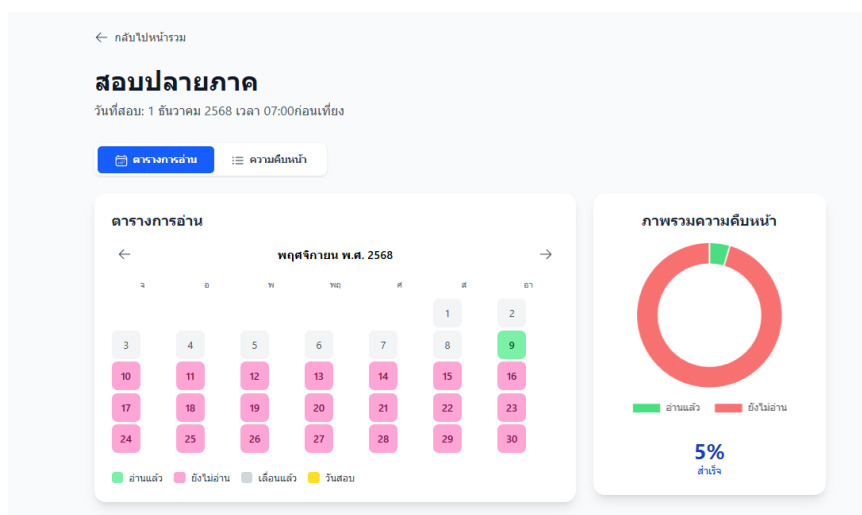 ← กลับไปหน้ารวม
สอบปลายภาค
วันที่สอบ: 1 ธันวาคม 2568 เวลา 07:00ก่อนเที่ยง
ตารางการอ่าน
ความคืบหน้า
ตารางการอ่าน
← พฤศจิกายน พ.ศ. 2568 →
จ อ พ พฤ ศ ส อา
1 2
3 4 5 6 7 8 9
10 11 12 13 14 15 16
17 18 19 20 21 22 23
24 25 26 27 28 29 30
อ่านแล้ว ยังไม่อ่าน เลื่อนแล้ว วันสอบ
ภาพรวมความคืบหน้า
อ่านแล้ว ยังไม่อ่าน
5%
สำเร็จ